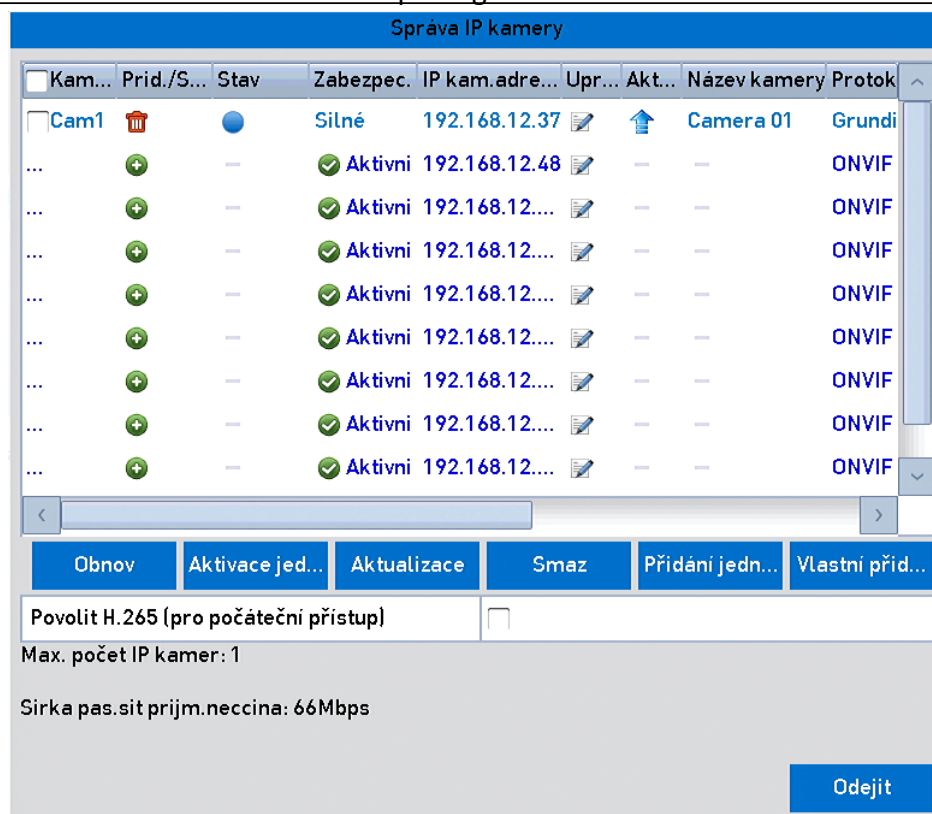 Správa IP kamery
Kam... Prid./S... Stav Zabezpec. IP kam.adre... Upr... Akt... Název kamery Protok
Cam1 Silné 192.168.12.37 Camera 01 Grundi
... – Aktivni 192.168.12.48 – – ONVIF
... – Aktivni 192.168.12.... – – ONVIF
... – Aktivni 192.168.12.... – – ONVIF
... – Aktivni 192.168.12.... – – ONVIF
... – Aktivni 192.168.12.... – – ONVIF
... – Aktivni 192.168.12.... – – ONVIF
... – Aktivni 192.168.12.... – – ONVIF
... – Aktivni 192.168.12.... – – ONVIF
Obnov Aktivace jed... Aktualizace Smaz Přidání jedn... Vlastní přid...
Povolit H.265 (pro počáteční přístup)
Max. počet IP kamer: 1
Sirka pas.sit prijm.neccina: 66Mbps
Odejit